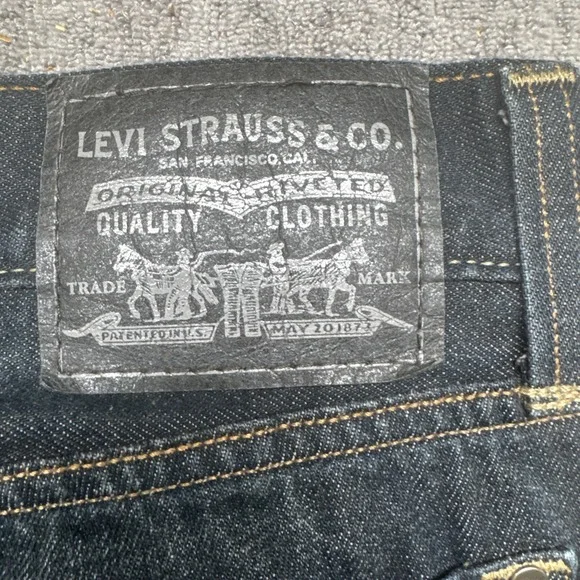 LEVI STRAUSS & CO.
SAN FRANCISCO, CAL.
ORIGINAL RIVETED
QUALITY CLOTHING
TRADE MARK
PATENTED IN U.S. MAY 20 1873